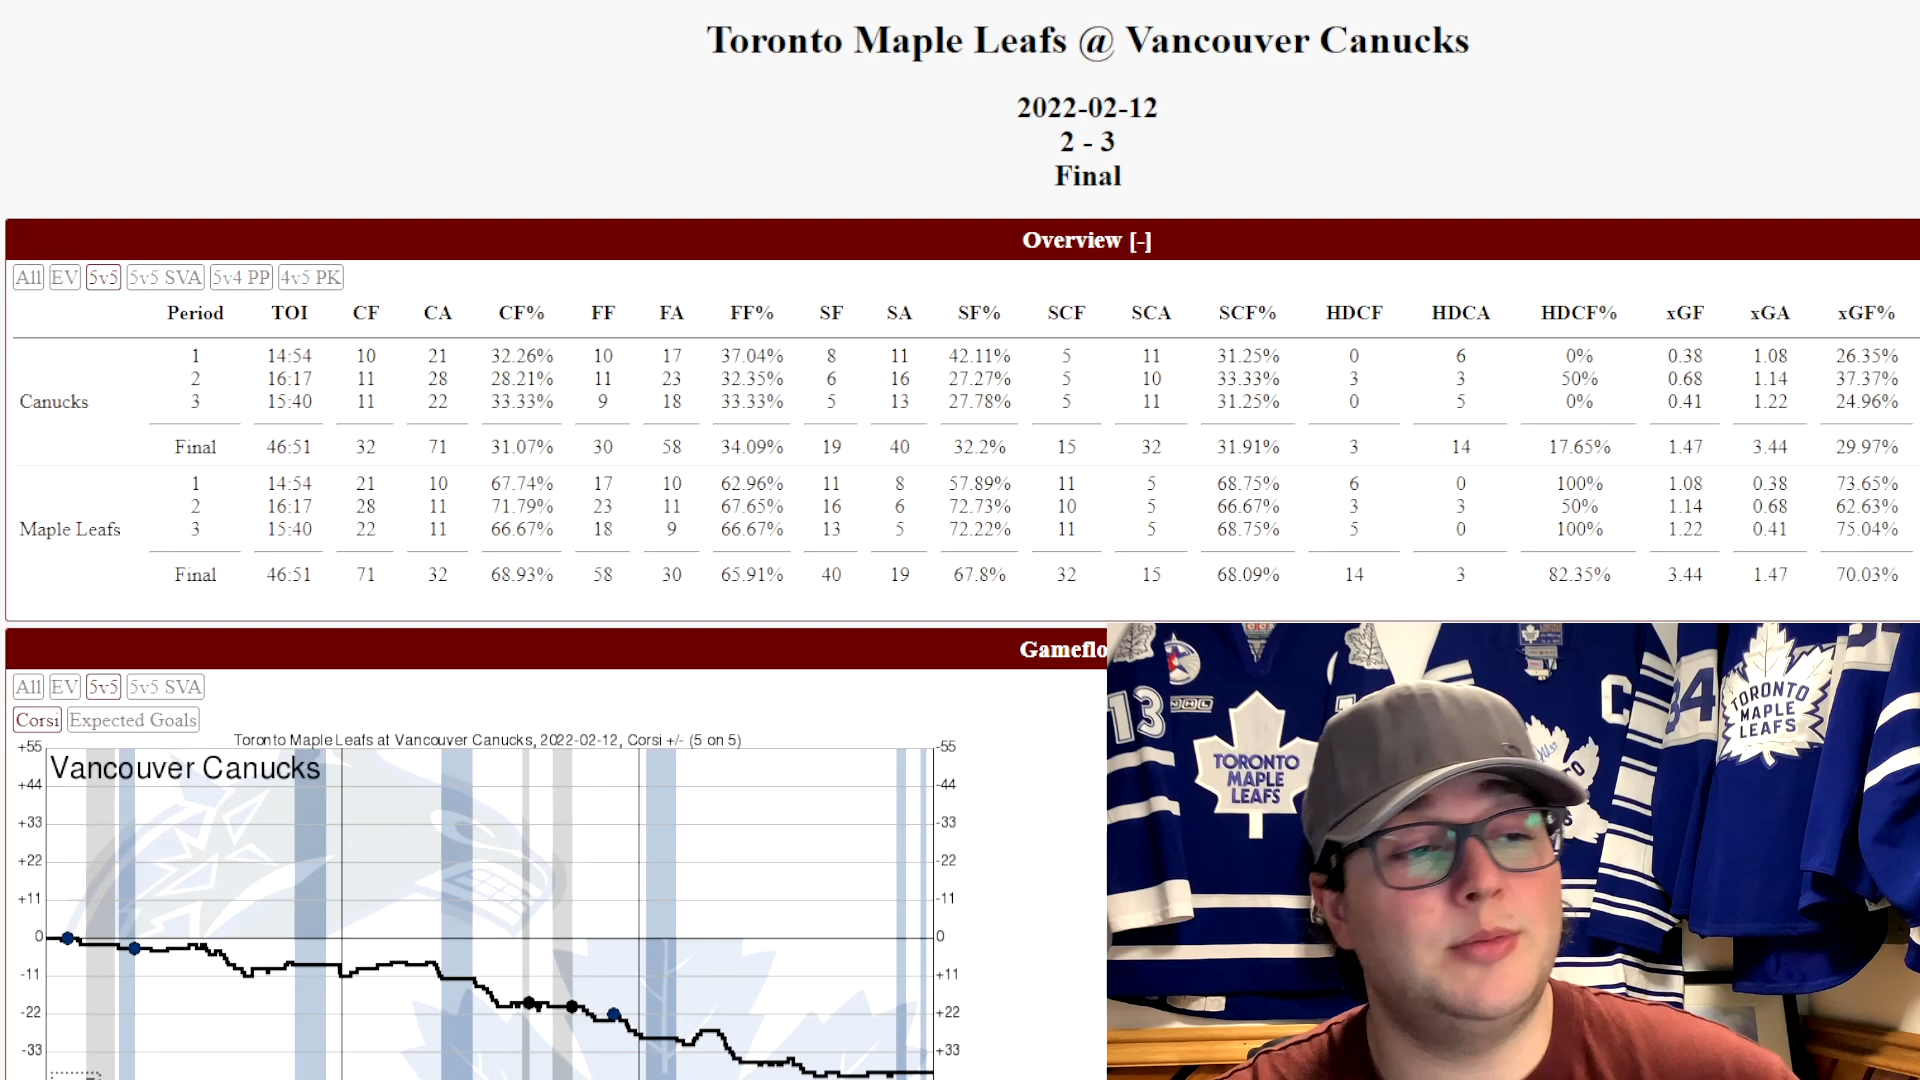 Toronto Maple Leafs @ Vancouver Canucks
2022-02-12
2 - 3
Final
Overview [-]
All EV 5v5 5v5 SVA 5v4 PP 4v5 PK
Period TOI CF CA CF% FF FA FF% SF SA SF% SCF SCA SCF% HDCF HDCA HDCF% xGF xGA xGF%
1 14:54 10 21 32.26% 10 17 37.04% 8 11 42.11% 5 11 31.25% 0 6 0% 0.38 1.08 26.35%
2 16:17 11 28 28.21% 11 23 32.35% 6 16 27.27% 5 10 33.33% 3 3 50% 0.68 1.14 37.37%
Canucks 3 15:40 11 22 33.33% 9 18 33.33% 5 13 27.78% 5 11 31.25% 0 5 0% 0.41 1.22 24.96%
Final 46:51 32 71 31.07% 30 58 34.09% 19 40 32.2% 15 32 31.91% 3 14 17.65% 1.47 3.44 29.97%
1 14:54 21 10 67.74% 17 10 62.96% 11 8 57.89% 11 5 68.75% 6 0 100% 1.08 0.38 73.65%
2 16:17 28 11 71.79% 23 11 67.65% 16 6 72.73% 10 5 66.67% 3 3 50% 1.14 0.68 62.63%
Maple Leafs 3 15:40 22 11 66.67% 18 9 66.67% 13 5 72.22% 11 5 68.75% 5 0 100% 1.22 0.41 75.04%
Final 46:51 71 32 68.93% 58 30 65.91% 40 19 67.8% 32 15 68.09% 14 3 82.35% 3.44 1.47 70.03%
Gameflo
All EV 5v5 5v5 SVA
Corsi Expected Goals
Toronto Maple Leafs at Vancouver Canucks, 2022-02-12, Corsi +/- (5 on 5)
Vancouver Canucks
+55 -55
+44 -44
+33 -33
+22 -22
+11 -11
0 0
-11 +11
-22 +22
-33 +33
13
NHL
TORONTO
MAPLE
LEAFS
C
34
TORONTO
MAPLE
LEAFS